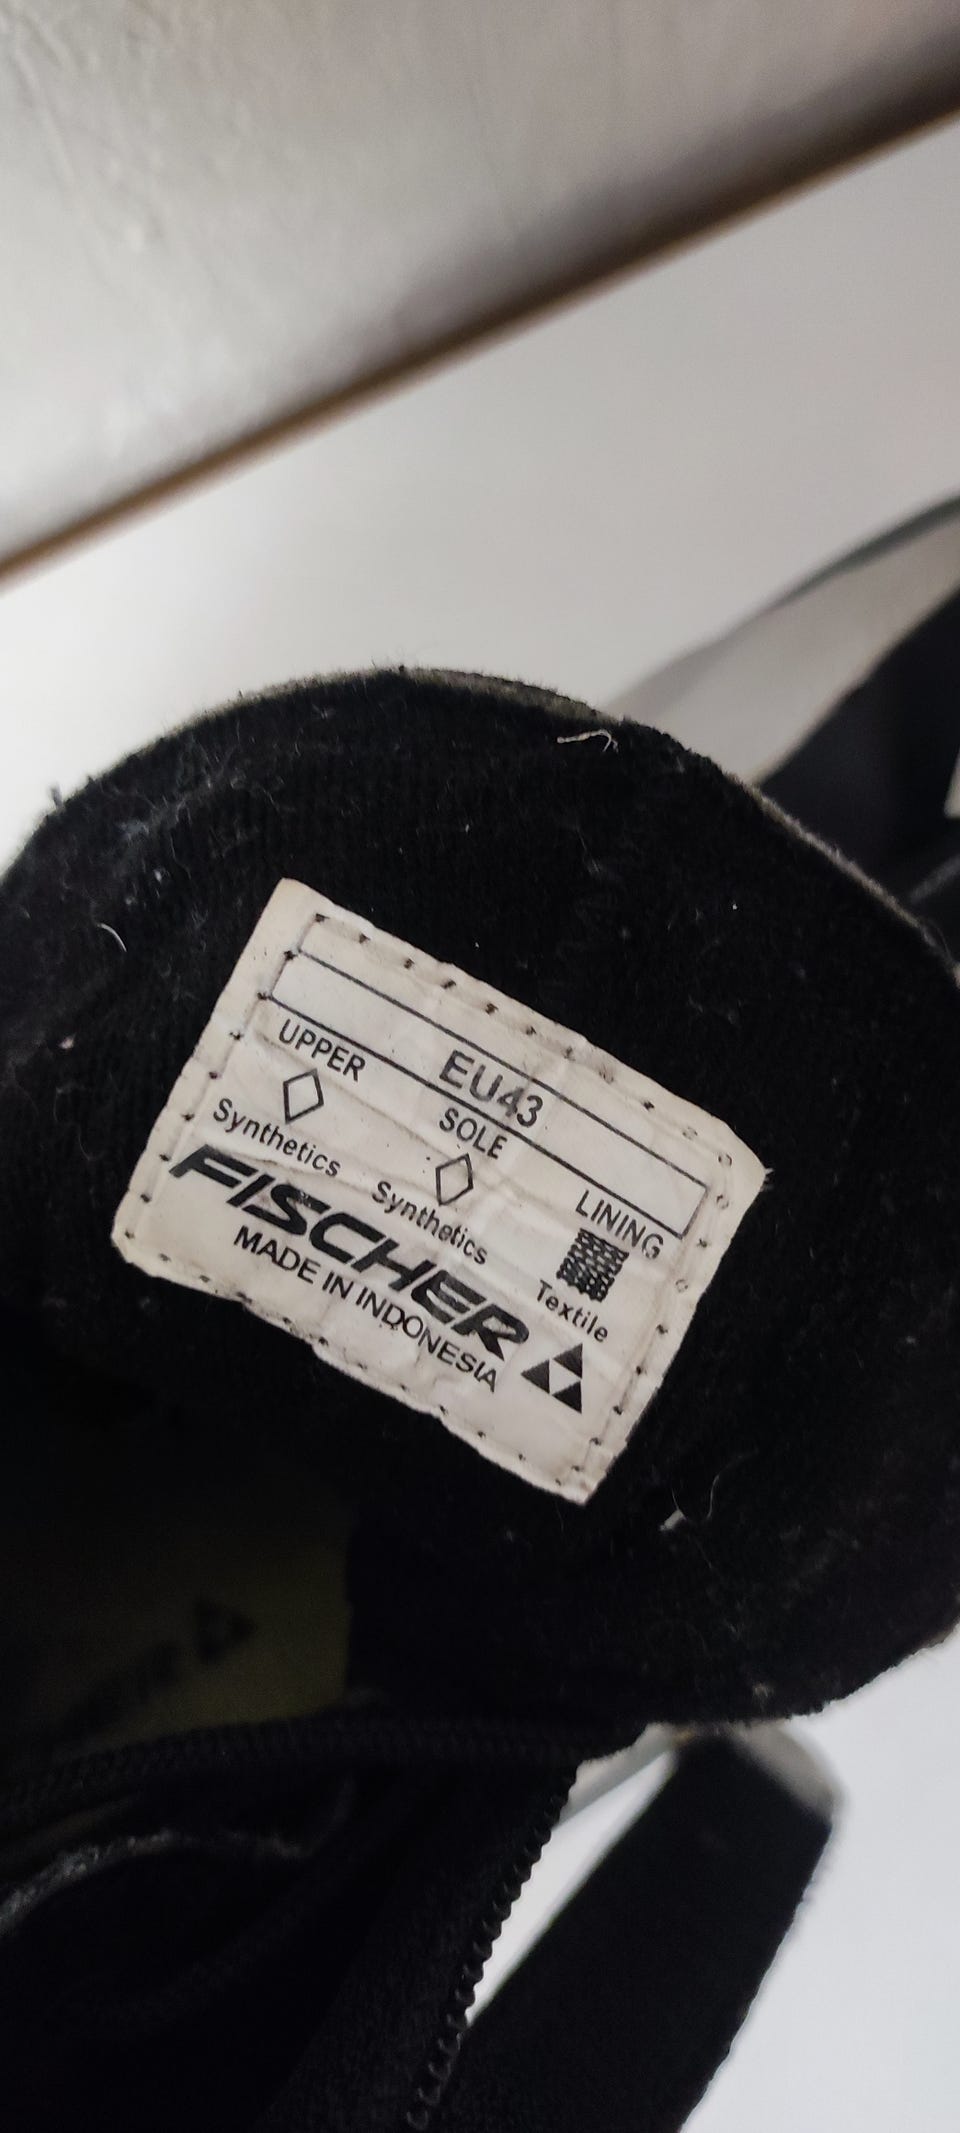 EU43
UPPER SOLE LINING
Synthetics Synthetics Textile
FISCHER
MADE IN INDONESIA